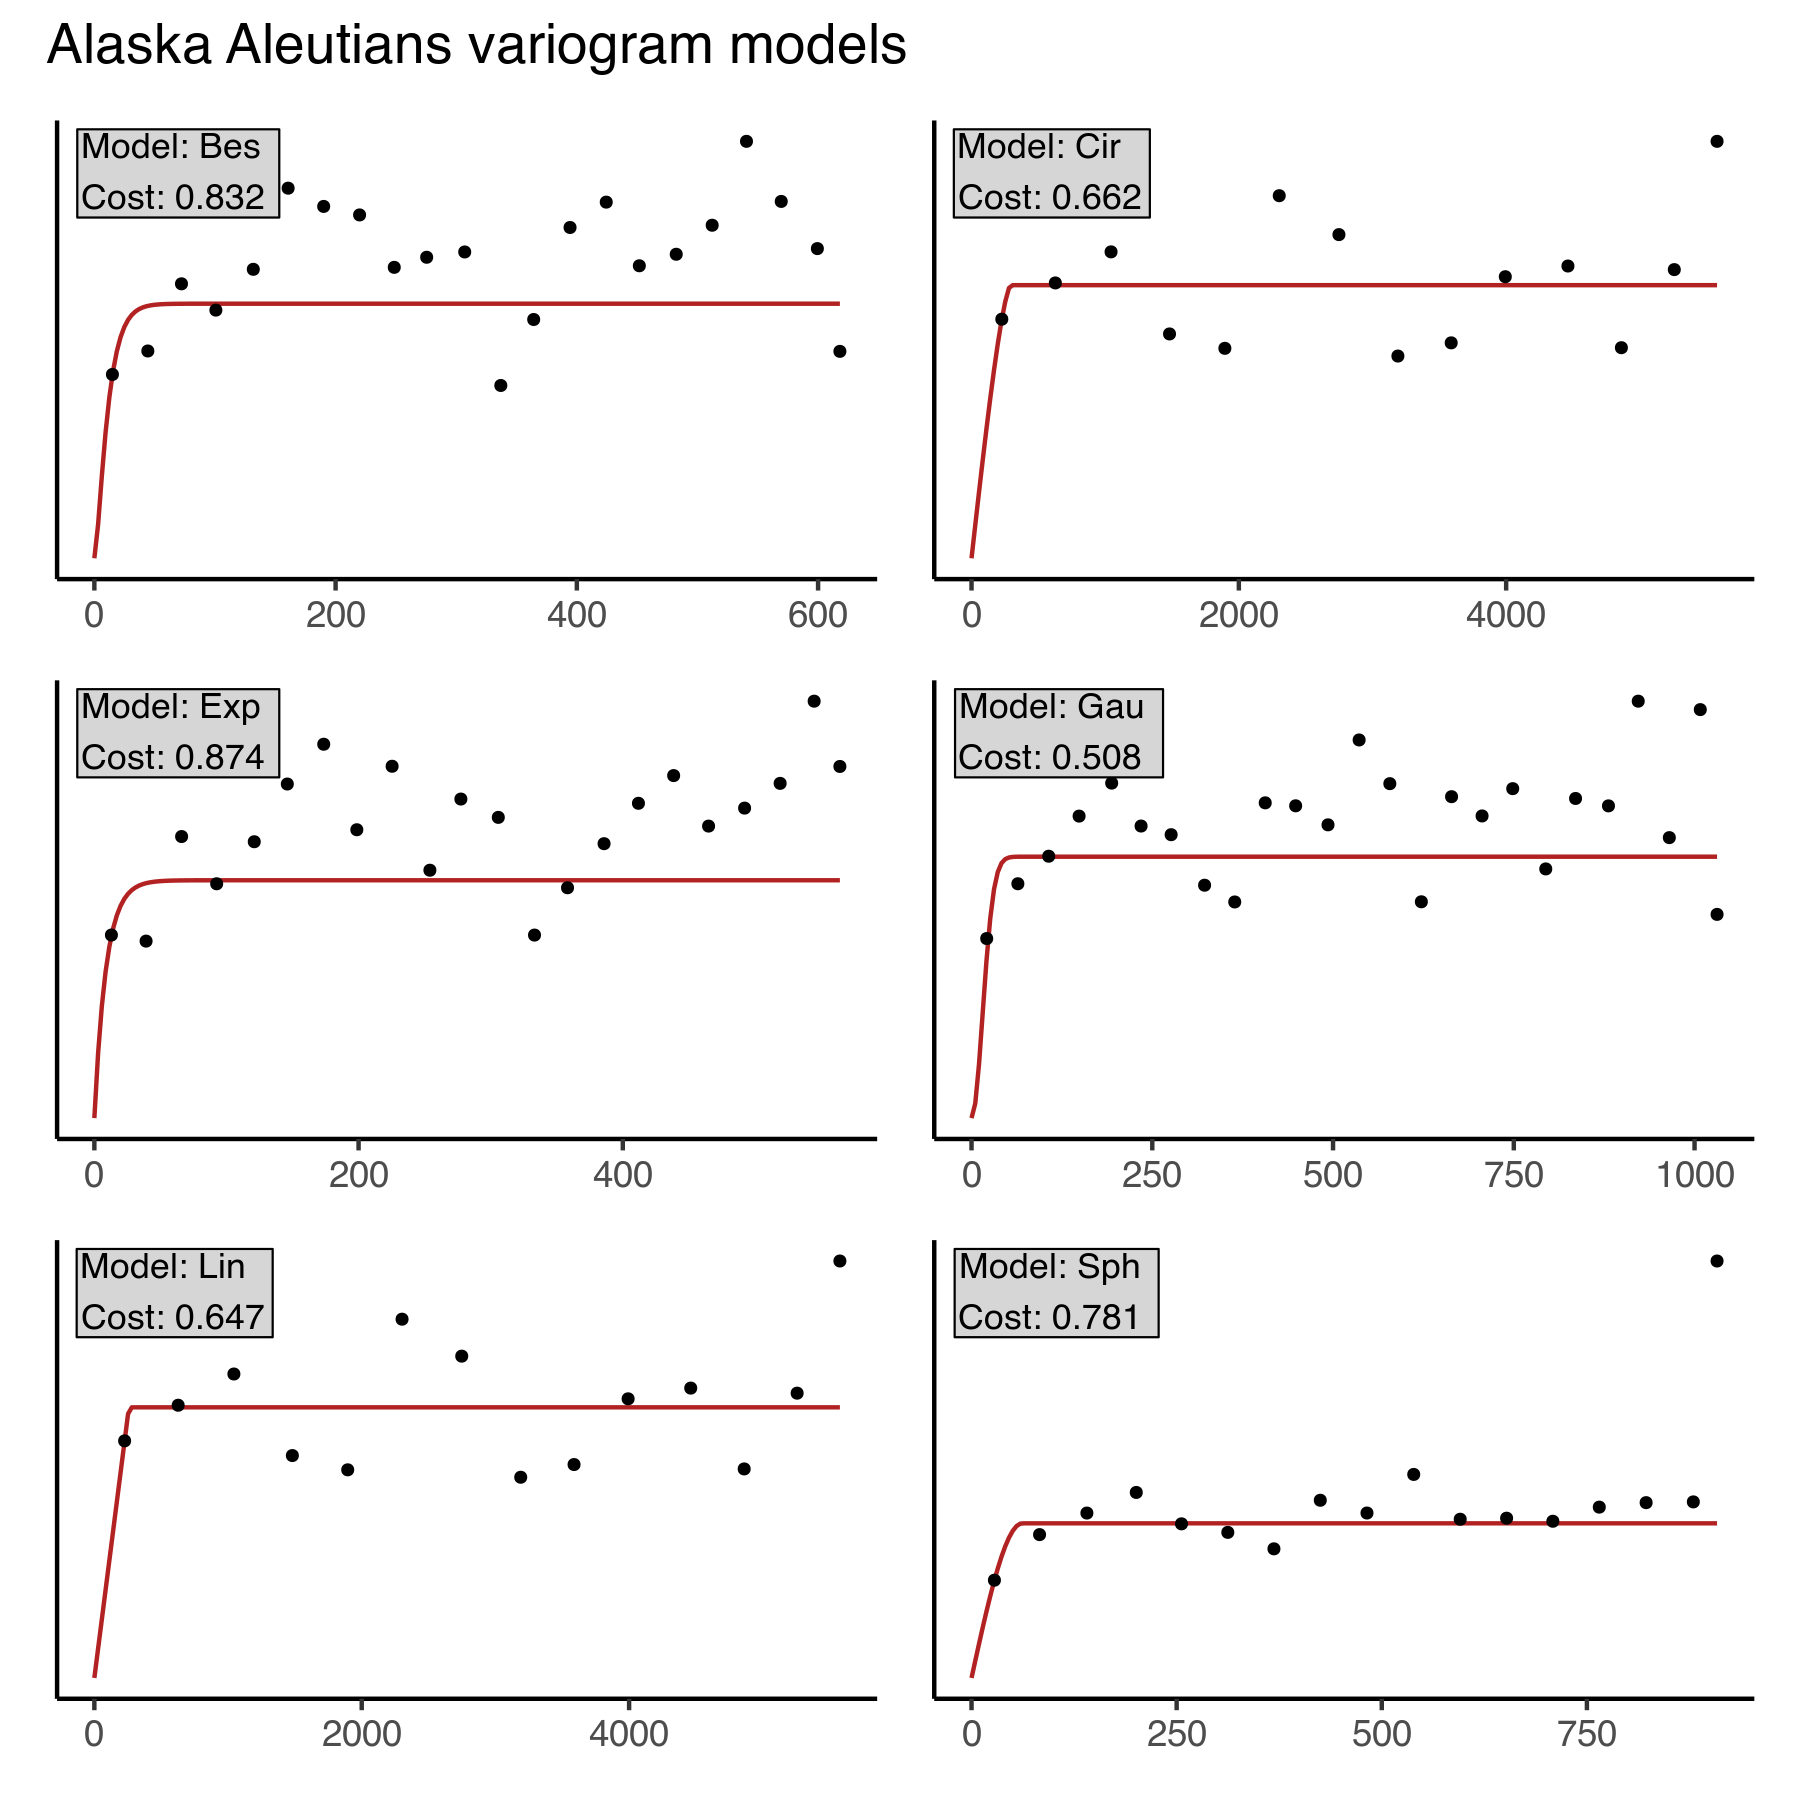 Alaska Aleutians variogram models
Model: Bes
Cost: 0.832
0 200 400 600
Model: Cir
Cost: 0.662
0 2000 4000
Model: Exp
Cost: 0.874
0 200 400
Model: Gau
Cost: 0.508
0 250 500 750 1000
Model: Lin
Cost: 0.647
0 2000 4000
Model: Sph
Cost: 0.781
0 250 500 750